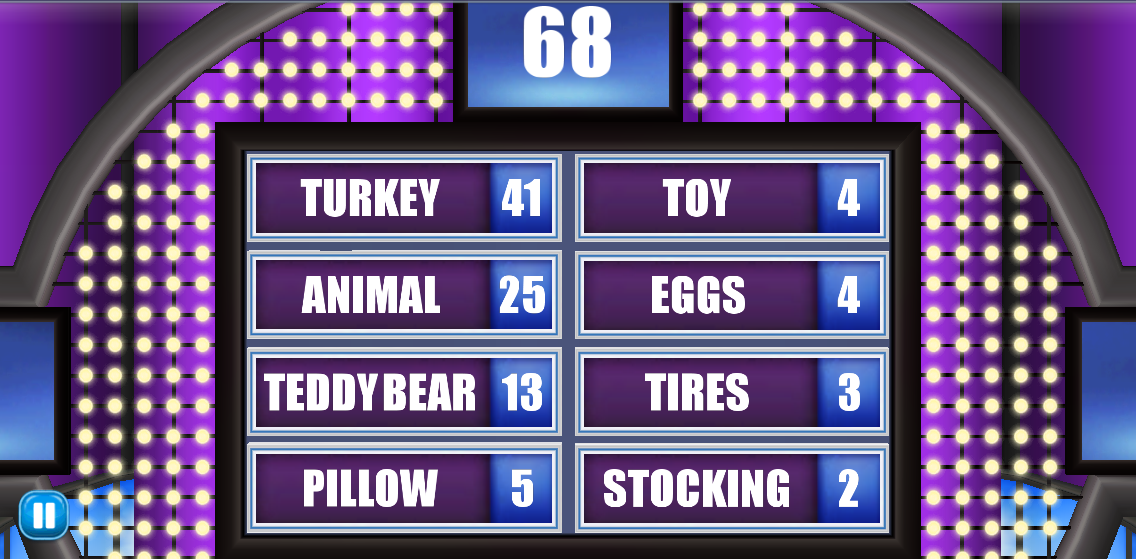 68
TURKEY 41
TOY 4
ANIMAL 25
EGGS 4
TEDDY BEAR 13
TIRES 3
PILLOW 5
STOCKING 2